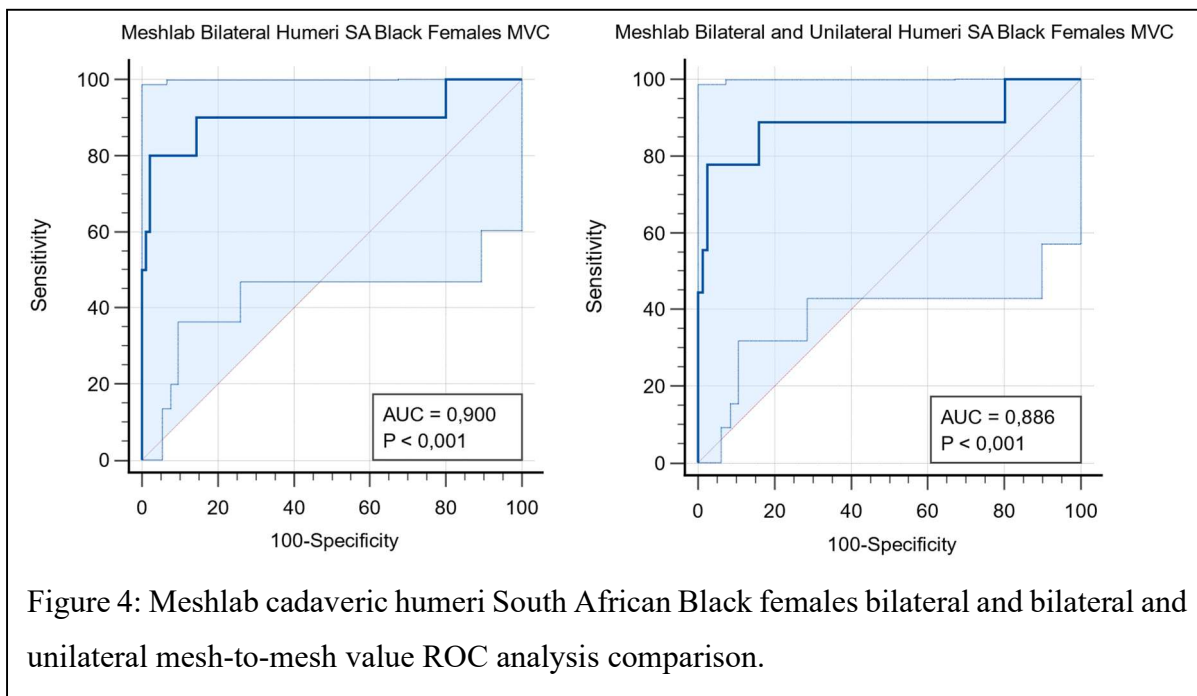 Meshlab Bilateral Humeri SA Black Females MVC
100
80
60
40
20
0
Sensitivity
AUC = 0,900
P < 0,001
0 20 40 60 80 100
100-Specificity
Meshlab Bilateral and Unilateral Humeri SA Black Females MVC
100
80
60
40
20
0
Sensitivity
AUC = 0,886
P < 0,001
0 20 40 60 80 100
100-Specificity
Figure 4: Meshlab cadaveric humeri South African Black females bilateral and bilateral and
unilateral mesh-to-mesh value ROC analysis comparison.